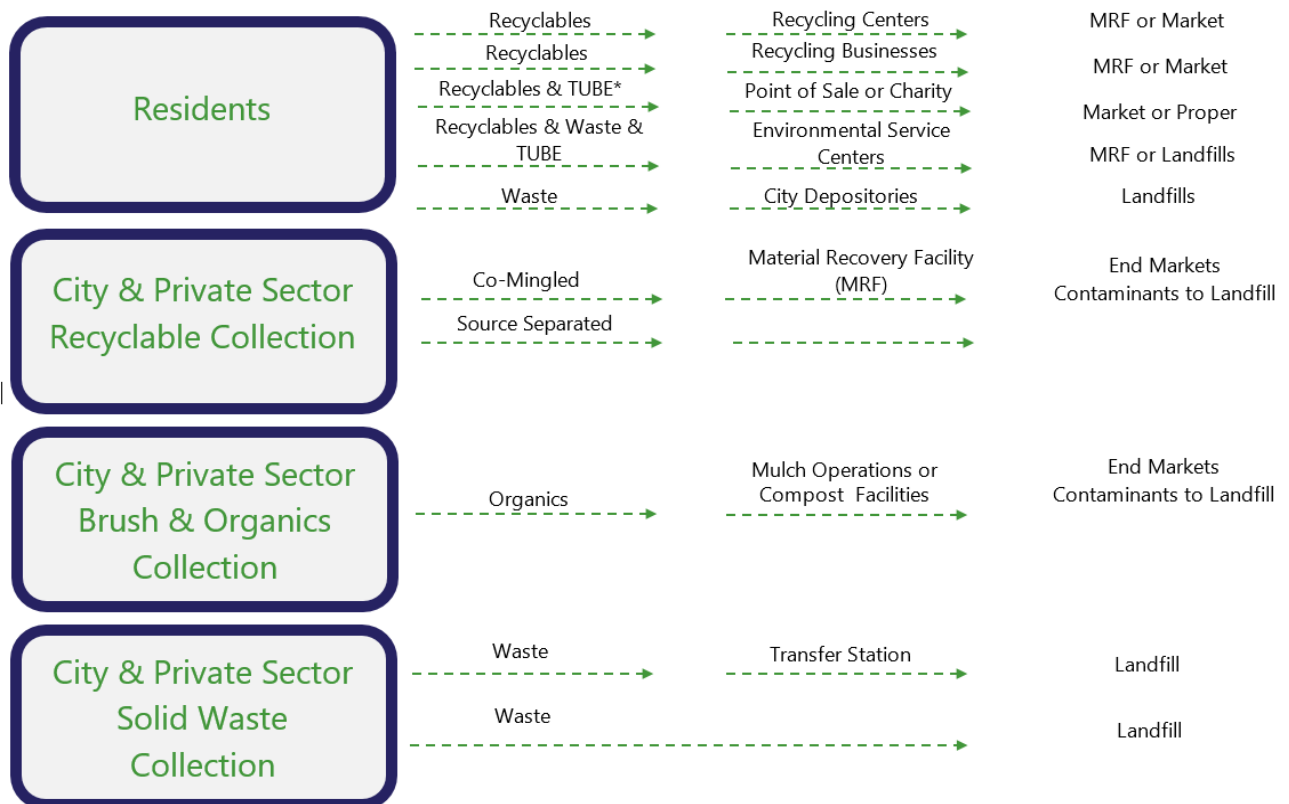 Residents
Recyclables
Recycling Centers
MRF or Market
Recyclables
Recycling Businesses
MRF or Market
Recyclables & TUBE*
Point of Sale or Charity
Market or Proper
Recyclables & Waste &
TUBE
Environmental Service
Centers
MRF or Landfills
Waste
City Depositories
Landfills
City & Private Sector
Recyclable Collection
Co-Mingled
Source Separated
Material Recovery Facility
(MRF)
End Markets
Contaminants to Landfill
City & Private Sector
Brush & Organics
Collection
Organics
Mulch Operations or
Compost Facilities
End Markets
Contaminants to Landfill
City & Private Sector
Solid Waste
Collection
Waste
Transfer Station
Landfill
Waste
Landfill